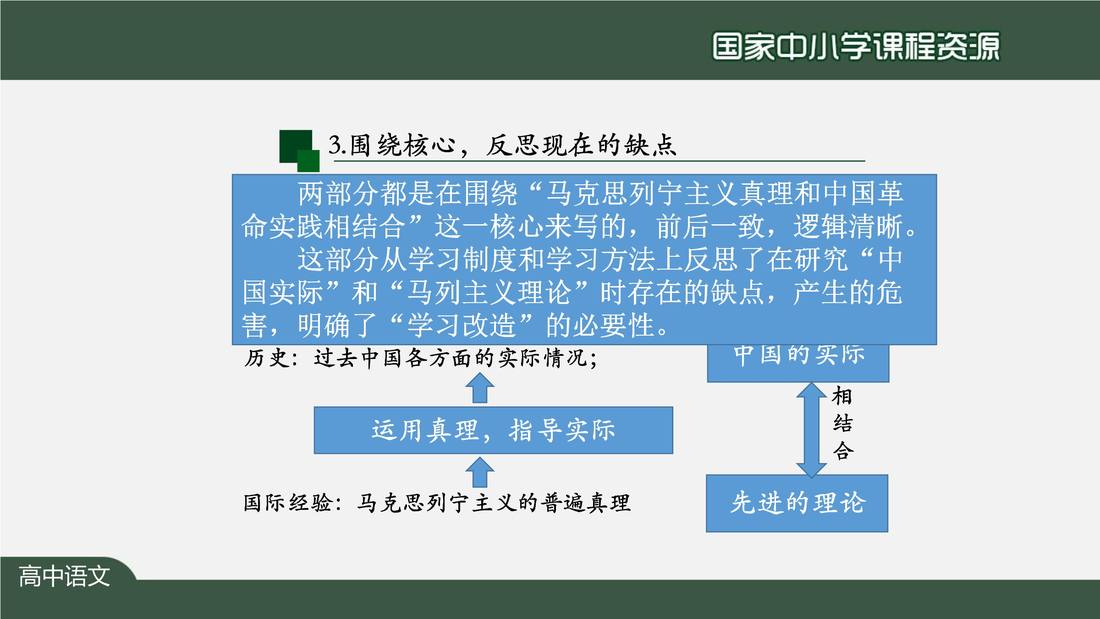 国家中小学课程资源
3.围绕核心，反思现在的缺点
两部分都是在围绕“马克思列宁主义真理和中国革
命实践相结合”这一核心来写的，前后一致，逻辑清晰。
这部分从学习制度和学习方法上反思了在研究“中
国实际”和“马列主义理论”时存在的缺点，产生的危
害，明确了“学习改造”的必要性。
历史：过去中国各方面的实际情况；
中国的实际
相
结
合
运用真理，指导实际
国际经验：马克思列宁主义的普遍真理
先进的理论
高中语文